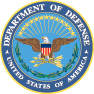 DEPARTMENT OF DEFENSE
UNITED STATES OF AMERICA